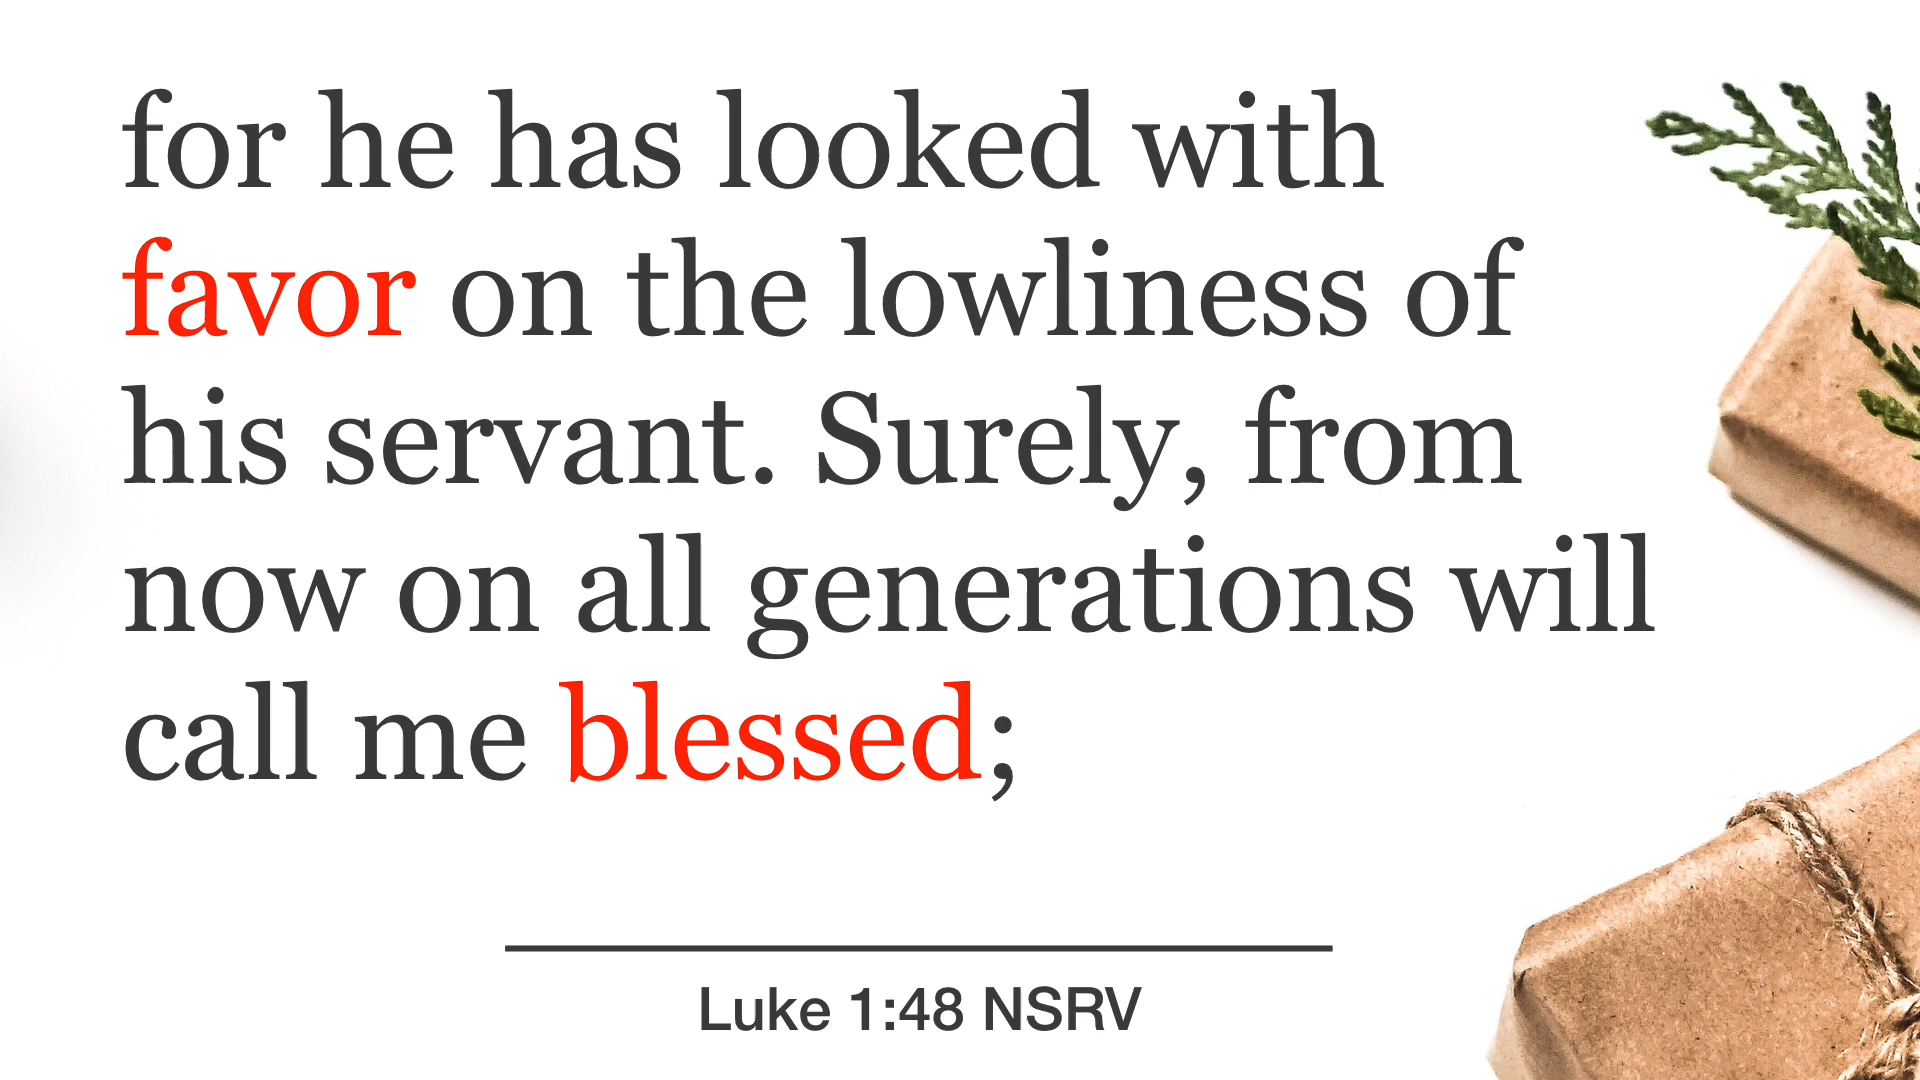 for he has looked with
favor on the lowliness of
his servant. Surely, from
now on all generations will
call me blessed;
Luke 1:48 NSRV